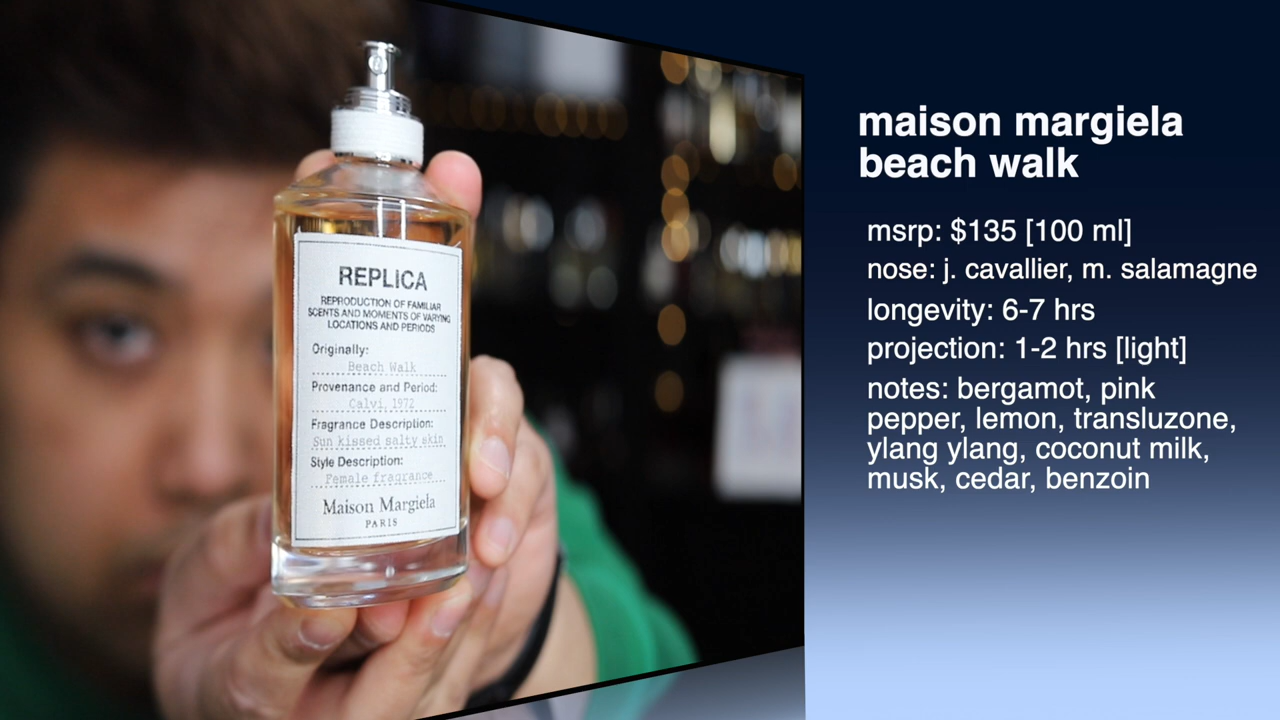 REPLICA
REPRODUCTION OF FAMILIAR
SCENTS AND MOMENTS OF VARYING
LOCATIONS AND PERIODS
Originally:
Beach Walk
Provenance and Period:
Calvi, 1972
Fragrance Description:
Sun kissed salty skin
Style Description:
Female fragrance
Maison Margiela
PARIS
maison margiela
beach walk
msrp: $135 [100 ml]
nose: j. cavallier, m. salamagne
longevity: 6-7 hrs
projection: 1-2 hrs [light]
notes: bergamot, pink
pepper, lemon, transluzone,
ylang ylang, coconut milk,
musk, cedar, benzoin